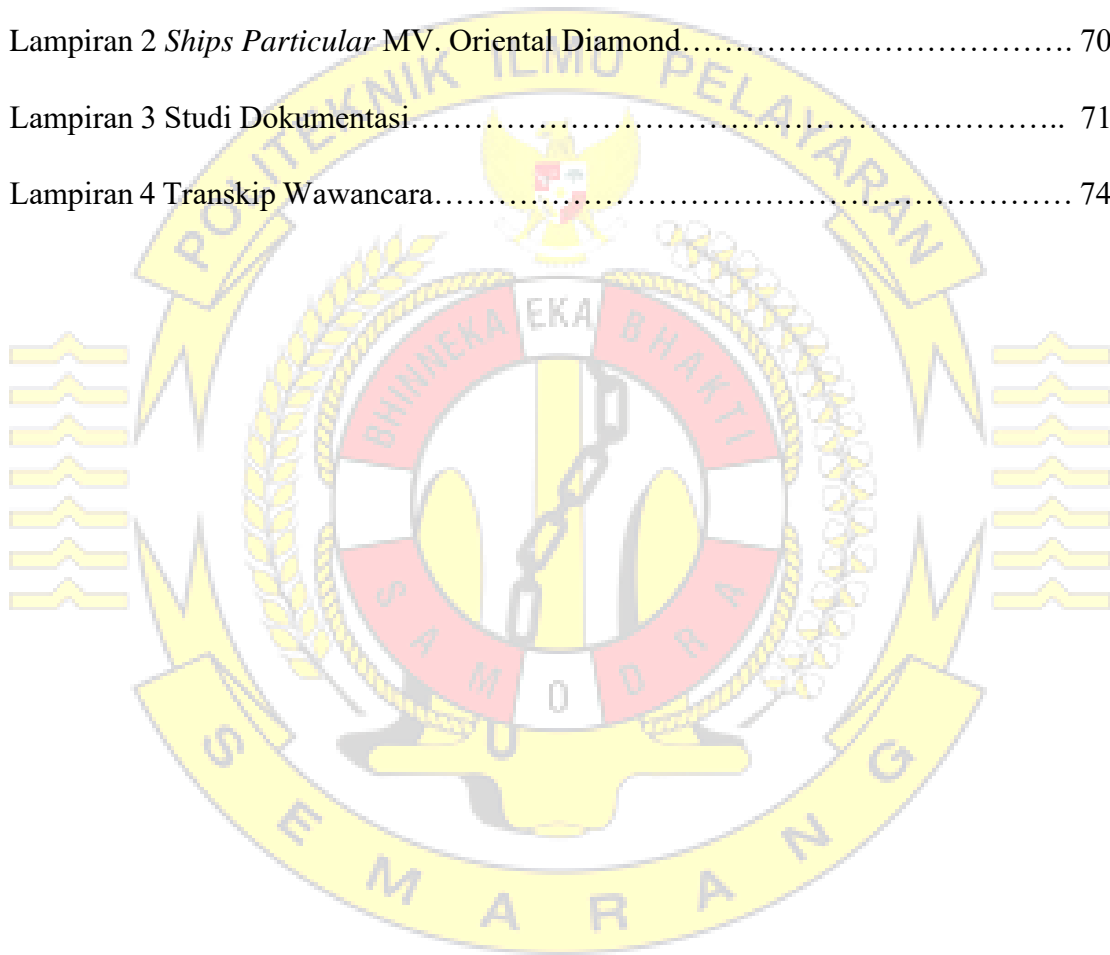 Lampiran 2 Ships Particular MV. Oriental Diamond………………………………. 70
Lampiran 3 Studi Dokumentasi……………………………………………………….. 71
Lampiran 4 Transkip Wawancara……………………………………………………… 74
POLITEKNIK ILMU PELAYARAN
BHINNEKA EKA BHAKTI
SAMODRA
SEMARANG